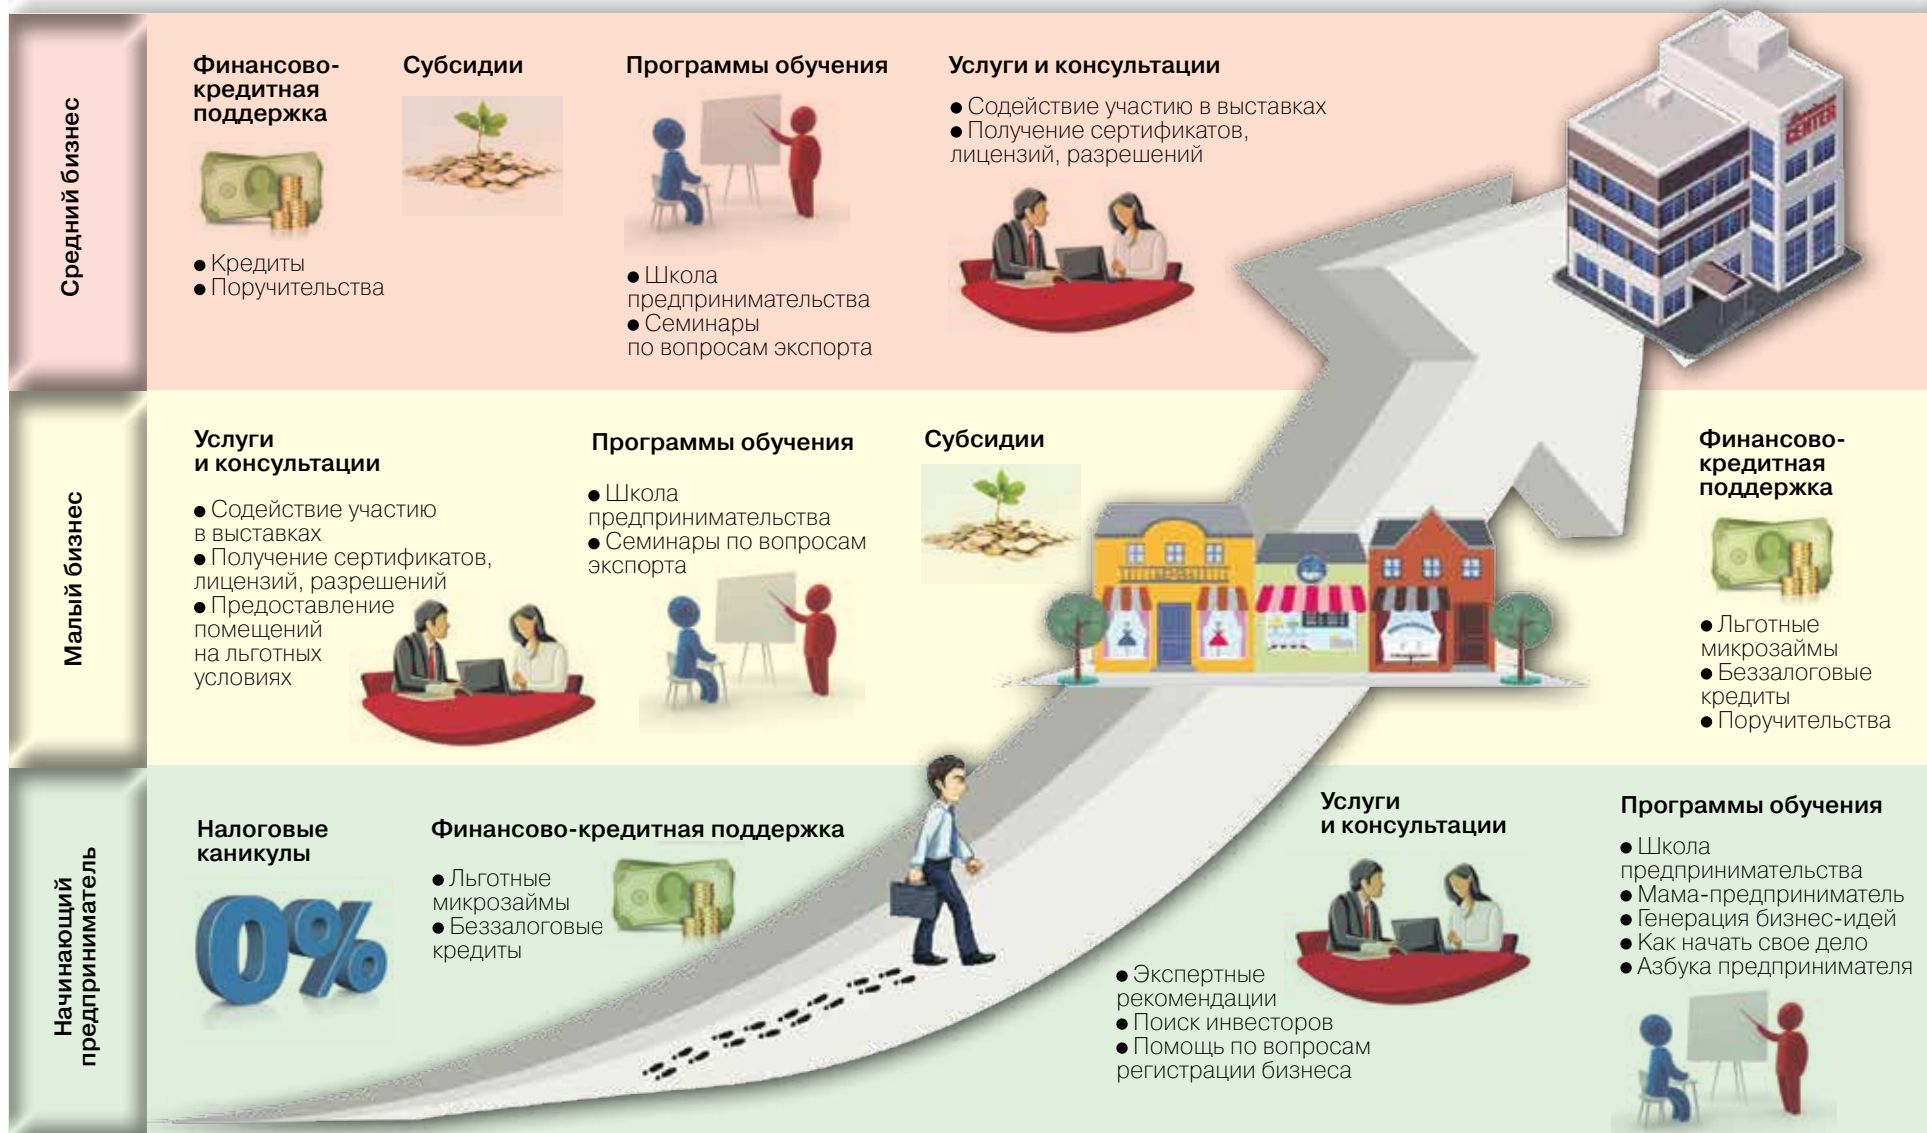 Средний бизнес
Финансово-
кредитная
поддержка
● Кредиты
● Поручительства
Субсидии
Программы обучения
● Школа
предпринимательства
● Семинары
по вопросам экспорта
Услуги и консультации
● Содействие участию в выставках
● Получение сертификатов,
лицензий, разрешений
CENTER
Малый бизнес
Услуги
и консультации
● Содействие участию
в выставках
● Получение сертификатов,
лицензий, разрешений
● Предоставление
помещений
на льготных
условиях
Программы обучения
● Школа
предпринимательства
● Семинары по вопросам
экспорта
Субсидии
Финансово-
кредитная
поддержка
● Льготные
микрозаймы
● Беззалоговые
кредиты
● Поручительства
Начинающий
предприниматель
Налоговые
каникулы
0%
Финансово-кредитная поддержка
● Льготные
микрозаймы
● Беззалоговые
кредиты
Услуги
и консультации
● Экспертные
рекомендации
● Поиск инвесторов
● Помощь по вопросам
регистрации бизнеса
Программы обучения
● Школа
предпринимательства
● Мама-предприниматель
● Генерация бизнес-идей
● Как начать свое дело
● Азбука предпринимателя